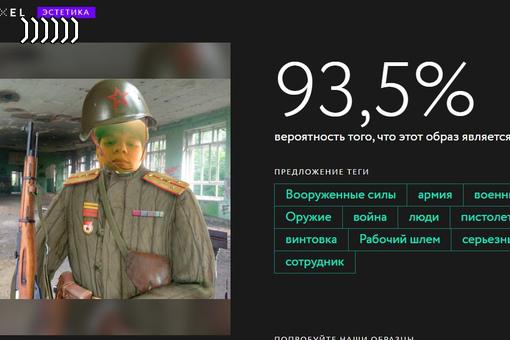 XEL ЭСТЕТИКА
93,5%
вероятность того, что этот образ является
ПРЕДЛОЖЕНИЕ ТЕГИ
Вооруженные силы армия военн
Оружие война люди пистолет
винтовка Рабочий шлем серьезнь
сотрудник
ПОПРОБУЙТЕ НАШИ ОБРАЗЦЫ